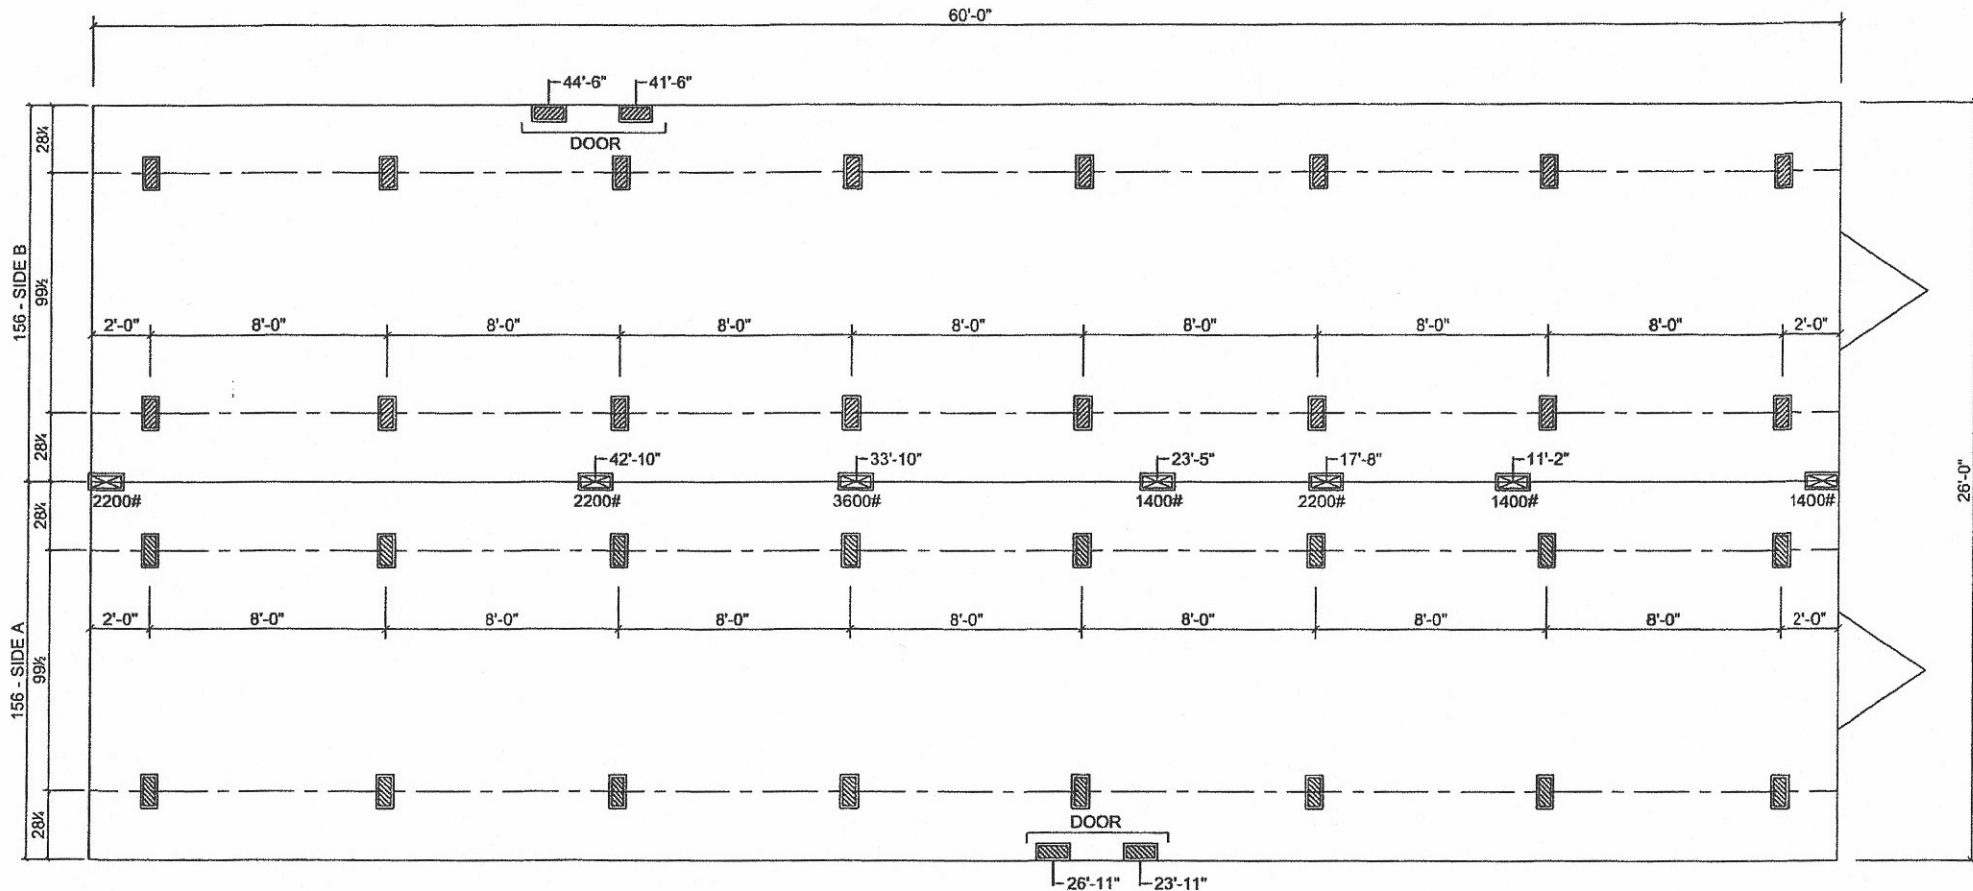 60'-0"
44'-6" 41'-6"
DOOR
28¼
99½
28¼
156 - SIDE B
2'-0" 8'-0" 8'-0" 8'-0" 8'-0" 8'-0" 8'-0" 8'-0" 2'-0"
42'-10" 33'-10" 23'-5" 17'-8" 11'-2"
2200# 2200# 3600# 1400# 2200# 1400# 1400#
26'-0"
28¼
99½
28¼
156 - SIDE A
2'-0" 8'-0" 8'-0" 8'-0" 8'-0" 8'-0" 8'-0" 8'-0" 2'-0"
DOOR
26'-11" 23'-11"